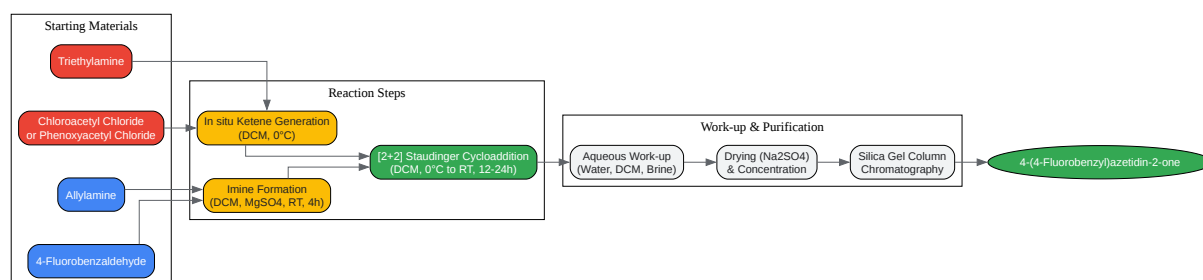 Starting Materials
Triethylamine
Chloroacetyl Chloride
or Phenoxyacetyl Chloride
Allylamine
4-Fluorobenzaldehyde
Reaction Steps
In situ Ketene Generation
(DCM, 0°C)
Imine Formation
(DCM, MgSO4, RT, 4h)
[2+2] Staudinger Cycloaddition
(DCM, 0°C to RT, 12-24h)
Work-up & Purification
Aqueous Work-up
(Water, DCM, Brine)
Drying (Na2SO4)
& Concentration
Silica Gel Column
Chromatography
4-(4-Fluorobenzyl)azetidin-2-one